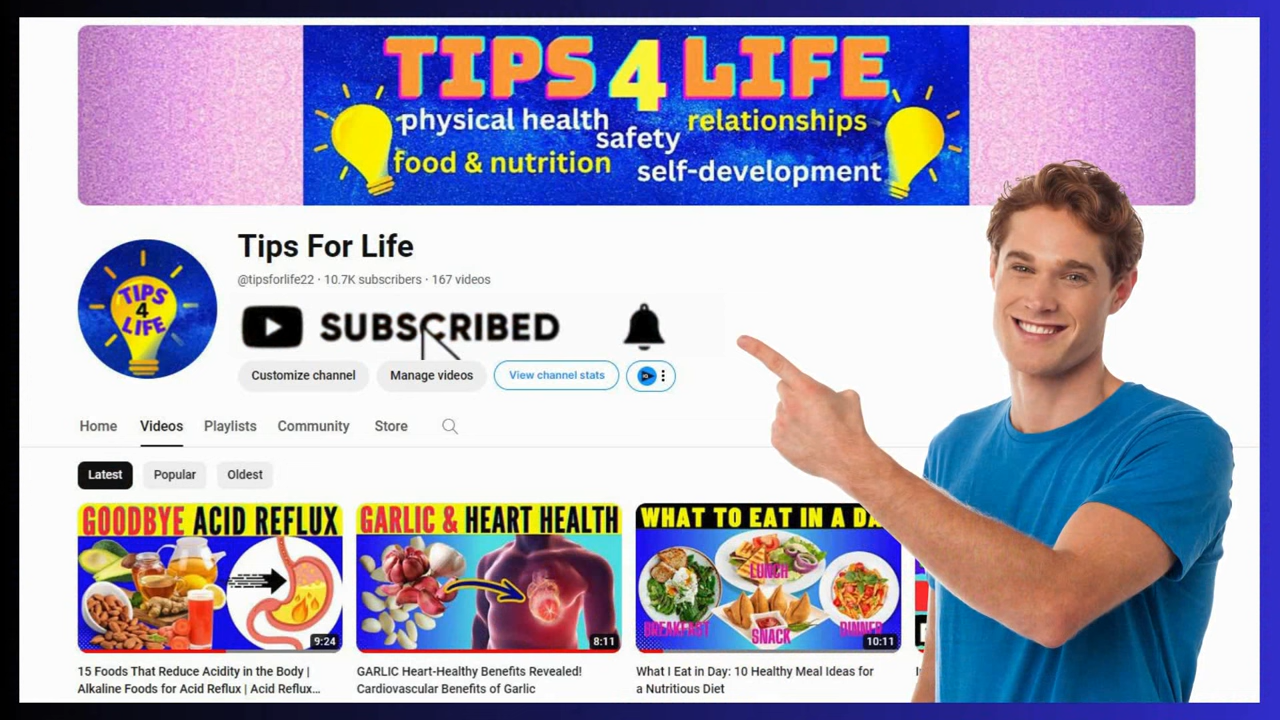 TIPS 4 LIFE
physical health
relationships
safety
food & nutrition
self-development
TIPS
4
LIFE
Tips For Life
@tipsforlife22 · 10.7K subscribers · 167 videos
SUBSCRIBED
Customize channel
Manage videos
View channel stats
Home Videos Playlists Community Store
Latest Popular Oldest
GOODBYE ACID REFLUX
9:24
15 Foods That Reduce Acidity in the Body |
Alkaline Foods for Acid Reflux | Acid Reflux...
GARLIC & HEART HEALTH
8:11
GARLIC Heart-Healthy Benefits Revealed!
Cardiovascular Benefits of Garlic
WHAT TO EAT IN A DA
LUNCH
BREAKFAST
SNACK
DINNER
10:11
What I Eat in Day: 10 Healthy Meal Ideas for
a Nutritious Diet